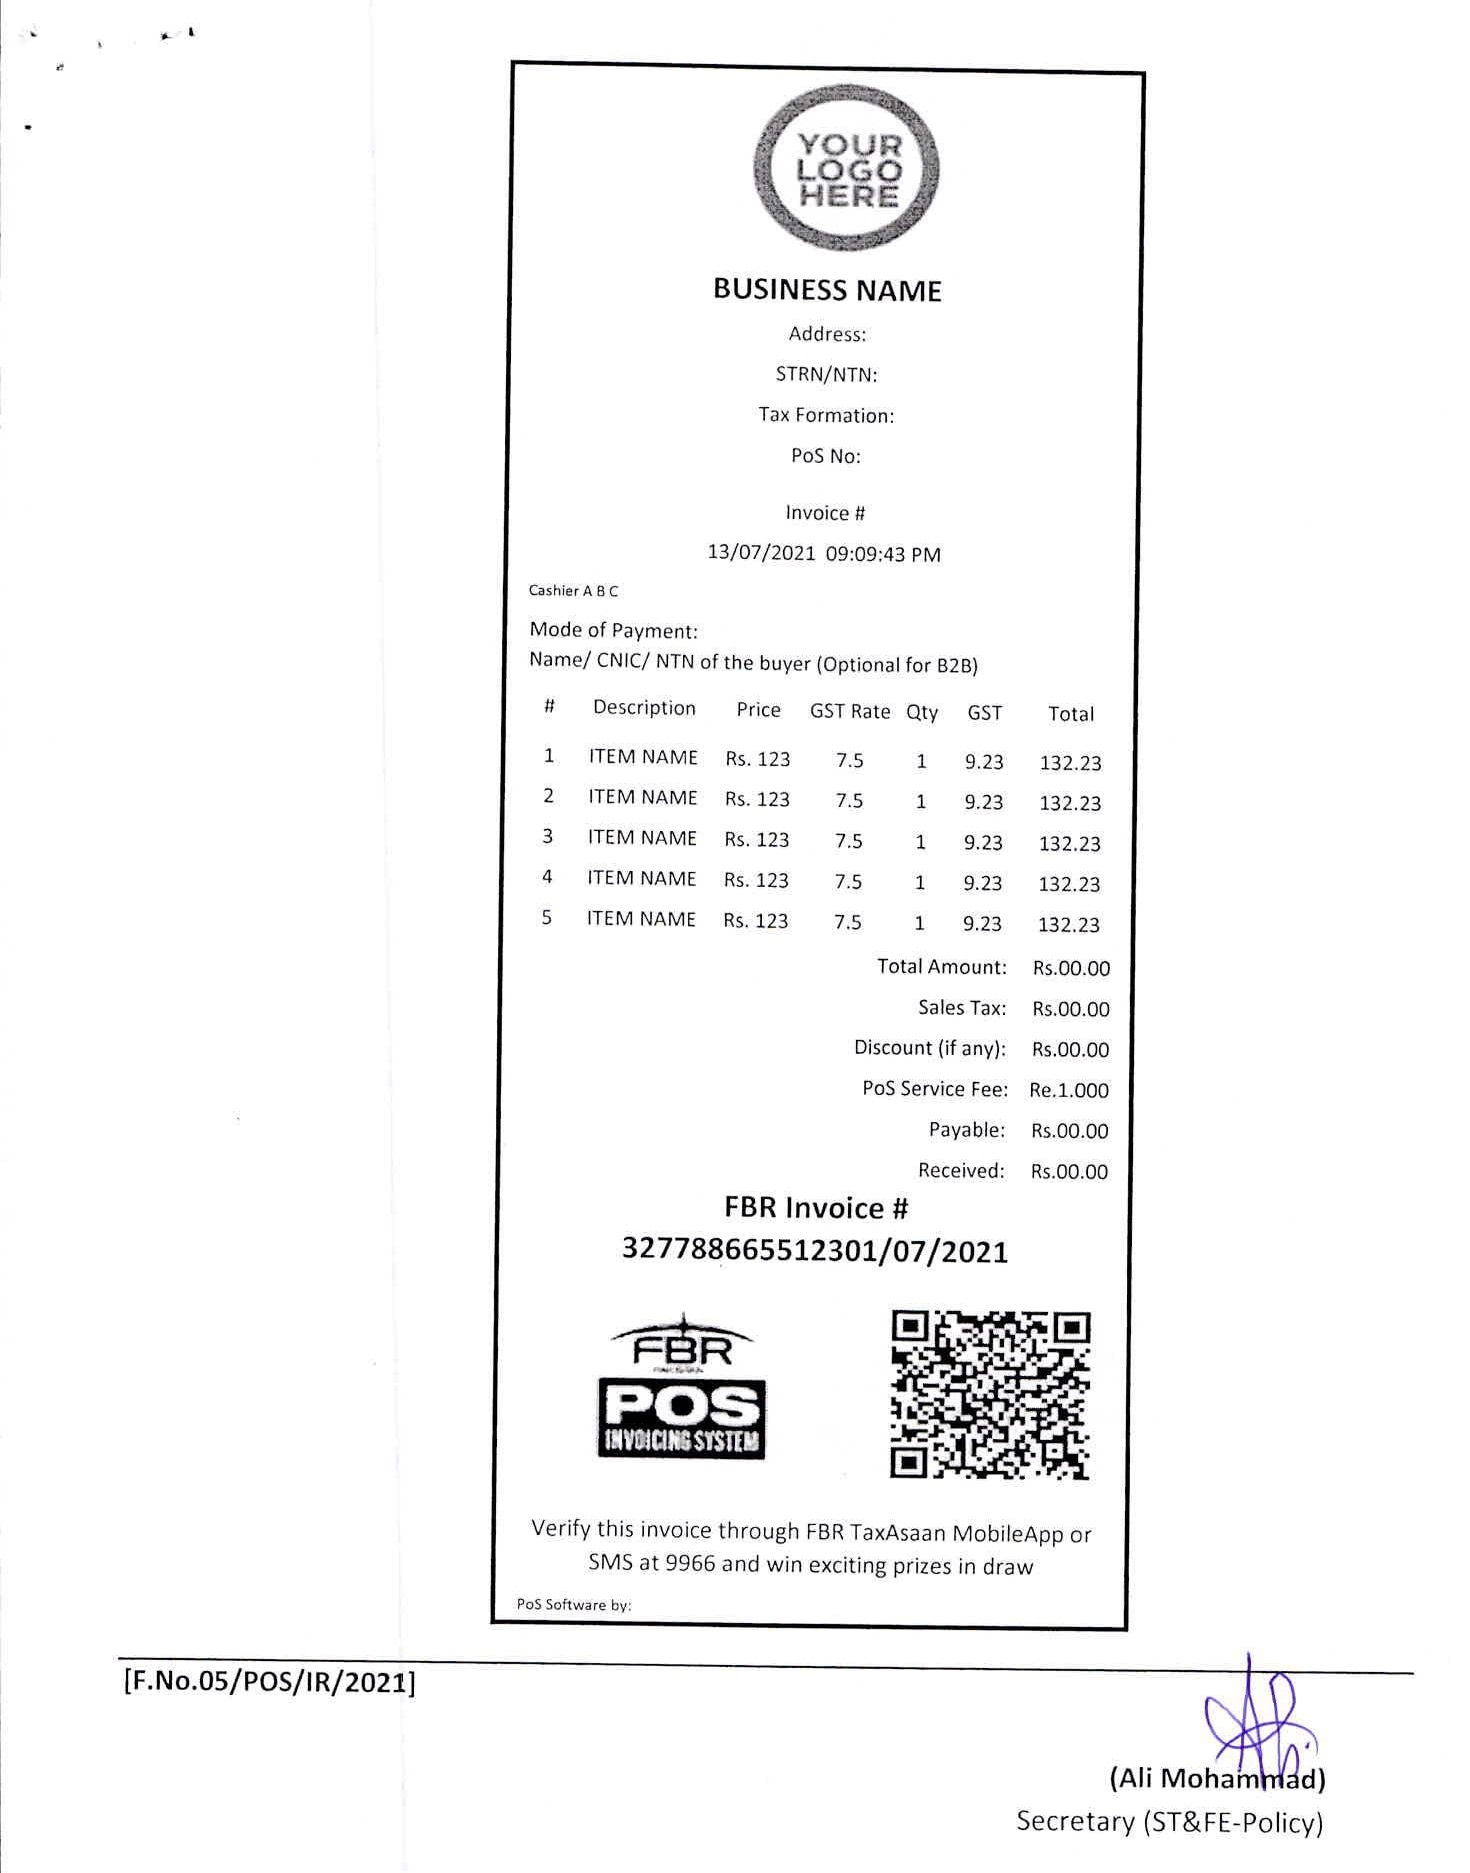 YOUR
LOGO
HERE
BUSINESS NAME
Address:
STRN/NTN:
Tax Formation:
PoS No:
Invoice #
13/07/2021 09:09:43 PM
Cashier A B C
Mode of Payment:
Name/ CNIC/ NTN of the buyer (Optional for B2B)
# Description Price GST Rate Qty GST Total
1 ITEM NAME Rs. 123 7.5 1 9.23 132.23
2 ITEM NAME Rs. 123 7.5 1 9.23 132.23
3 ITEM NAME Rs. 123 7.5 1 9.23 132.23
4 ITEM NAME Rs. 123 7.5 1 9.23 132.23
5 ITEM NAME Rs. 123 7.5 1 9.23 132.23
Total Amount: Rs.00.00
Sales Tax: Rs.00.00
Discount (if any): Rs.00.00
PoS Service Fee: Re.1.000
Payable: Rs.00.00
Received: Rs.00.00
FBR Invoice #
327788665512301/07/2021
FBR
POS
INVOICING SYSTEM
Verify this invoice through FBR TaxAsaan MobileApp or
SMS at 9966 and win exciting prizes in draw
PoS Software by:
[F.No.05/POS/IR/2021]
(Ali Mohammad)
Secretary (ST&FE-Policy)